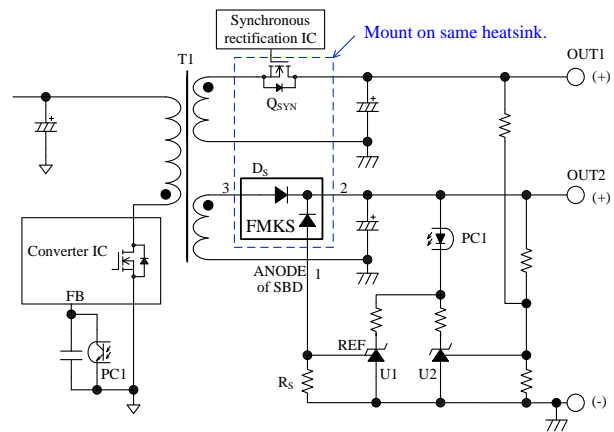 Synchronous
rectification IC
Mount on same heatsink.
T1
OUT1
(+)
QSYN
DS
3
2
OUT2
(+)
FMKS
PC1
Converter IC
ANODE
of SBD
1
FB
REF
U1
U2
PC1
RS
(-)